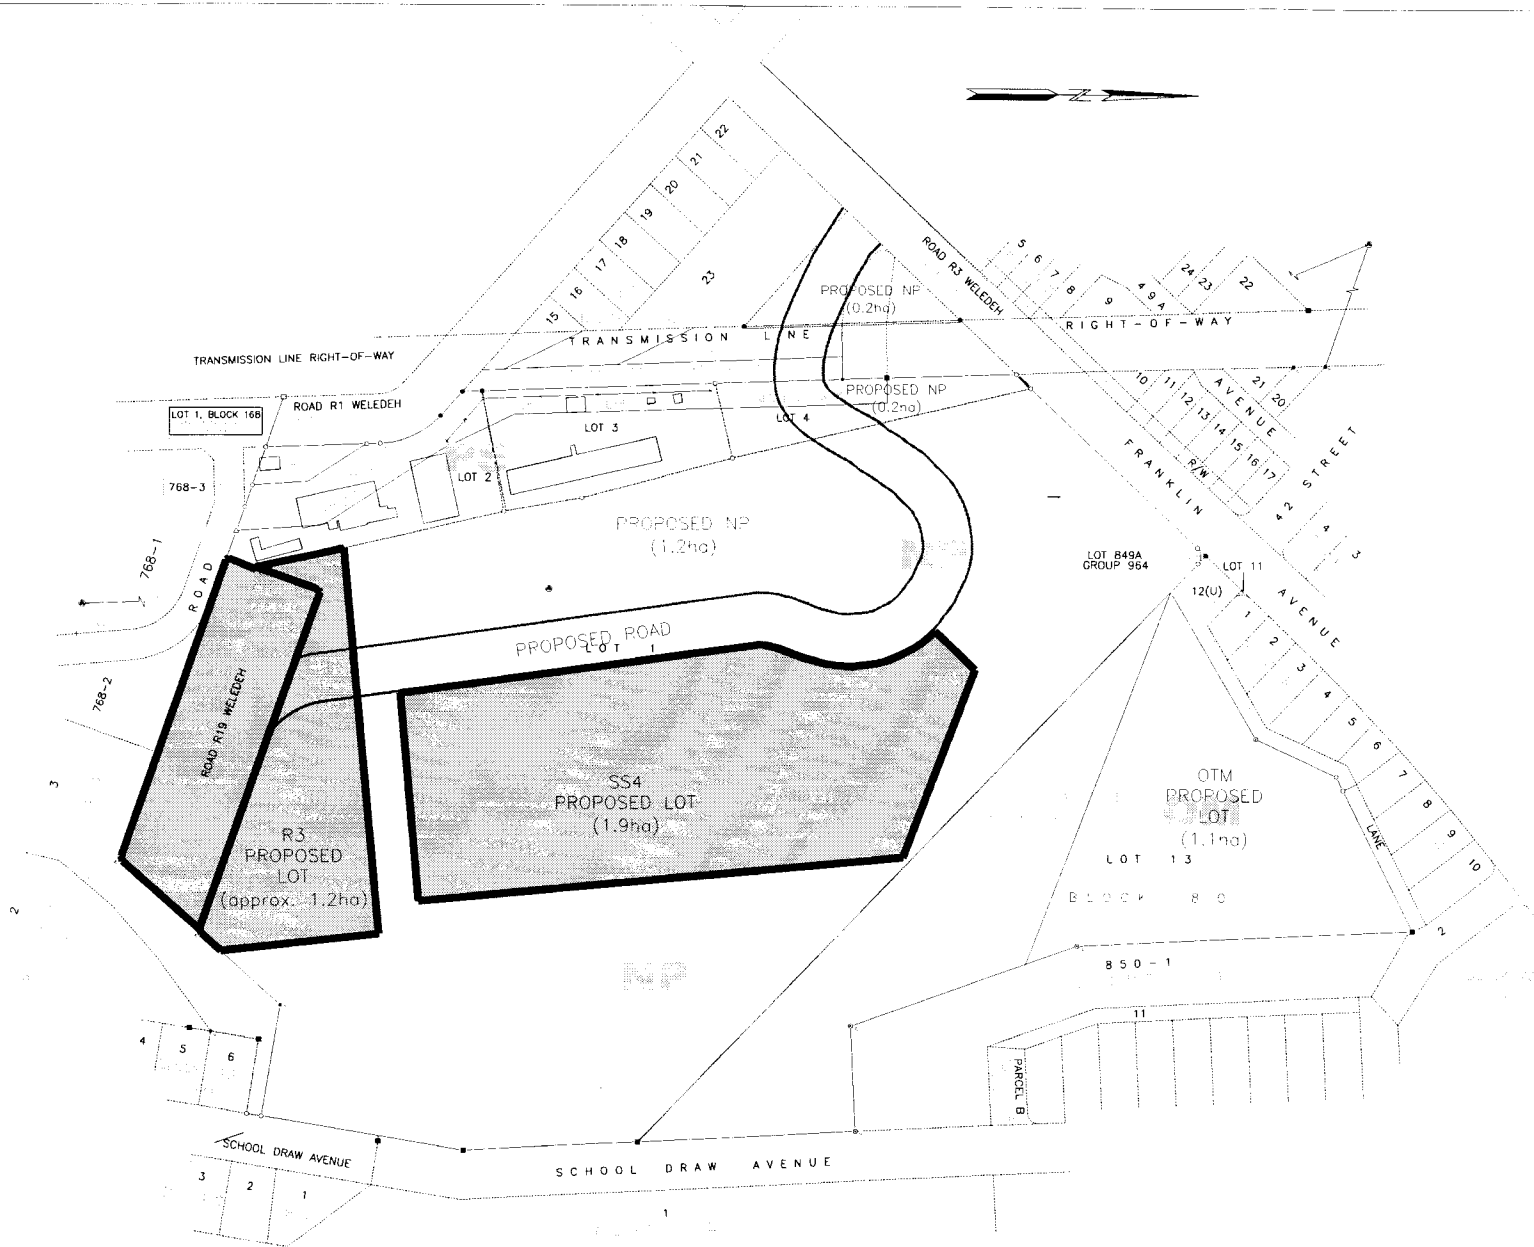 Z
22
21
20
19
18
17
16
15
23
ROAD R3 WELEDEH
5
6
7
8
9
4 9 A
24
23
22
PROPOSED NP
(0.2ha)
RIGHT-OF-WAY
TRANSMISSION LINE
TRANSMISSION LINE RIGHT-OF-WAY
ROAD R1 WELEDEH
LOT 1, BLOCK 16B
PROPOSED NP
(0.2ha)
10
11
12
13
14
15
16
17
AVENUE
21
20
R/W
42 STREET
4
3
LOT 3
LOT 4
LOT 2
FRANKLIN
AVENUE
768-3
768-1
768-2
ROAD
PROPOSED NP
(1.2ha)
LOT 849A
GROUP 964
LOT 11
12(U)
1
2
3
4
5
6
7
8
9
10
PROPOSED ROAD
LOT 1
ROAD R19 WELEDEH
3
2
SS4
PROPOSED LOT
(1.9ha)
R3
PROPOSED
LOT
(approx. 1.2ha)
OTM
PROPOSED
LOT
(1.1ha)
LANE
LOT 13
BLOCK 80
2
NP
850-1
11
PARCEL B
4
5
6
SCHOOL DRAW AVENUE
SCHOOL DRAW AVENUE
3
2
1
1